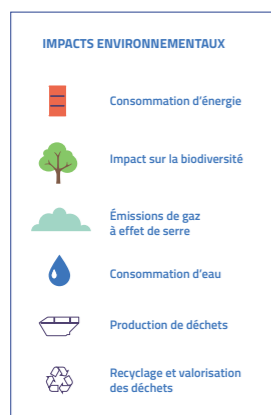 IMPACTS ENVIRONNEMENTAUX
Consommation d'énergie
Impact sur la biodiversité
Émissions de gaz
à effet de serre
Consommation d'eau
Production de déchets
Recyclage et valorisation
des déchets